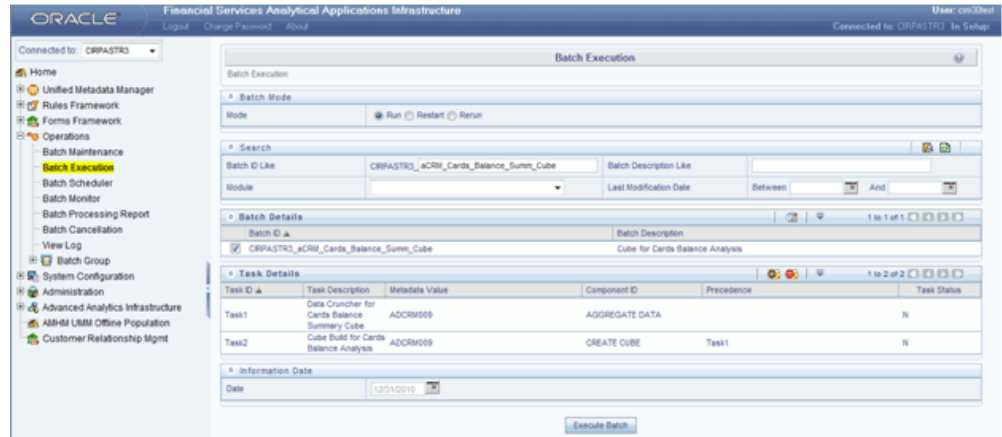 ORACLE
Financial Services Analytical Applications Infrastructure
User: crm30test
Logout Change Password About
Connected to: CIRPASTR3 In Setup:
Connected to: CIRPASTR3
Home
Unified Metadata Manager
Rules Framework
Forms Framework
Operations
Batch Maintenance
Batch Execution
Batch Scheduler
Batch Monitor
Batch Processing Report
Batch Cancellation
View Log
Batch Group
System Configuration
Administration
Advanced Analytics Infrastructure
AMHM UMM Offline Population
Customer Relationship Mgmt
Batch Execution
Batch Execution
Batch Mode
Mode Run Restart Rerun
Search
Batch ID Like CIRPASTR3_ aCRM_Cards_Balance_Summ_Cube Batch Description Like
Module Last Modification Date Between And
Batch Details 1 to 1 of 1
Batch ID Batch Description
CIRPASTR3_aCRM_Cards_Balance_Summ_Cube Cube for Cards Balance Analysis
Task Details 1 to 2 of 2
Task ID Task Description Metadata Value Component ID Precedence Task Status
Task1 Data Cruncher for Cards Balance Summary Cube ADCRM009 AGGREGATE DATA N
Task2 Cube Build for Cards Balance Analysis ADCRM009 CREATE CUBE Task1 N
Information Date
Date 12/31/2010
Execute Batch